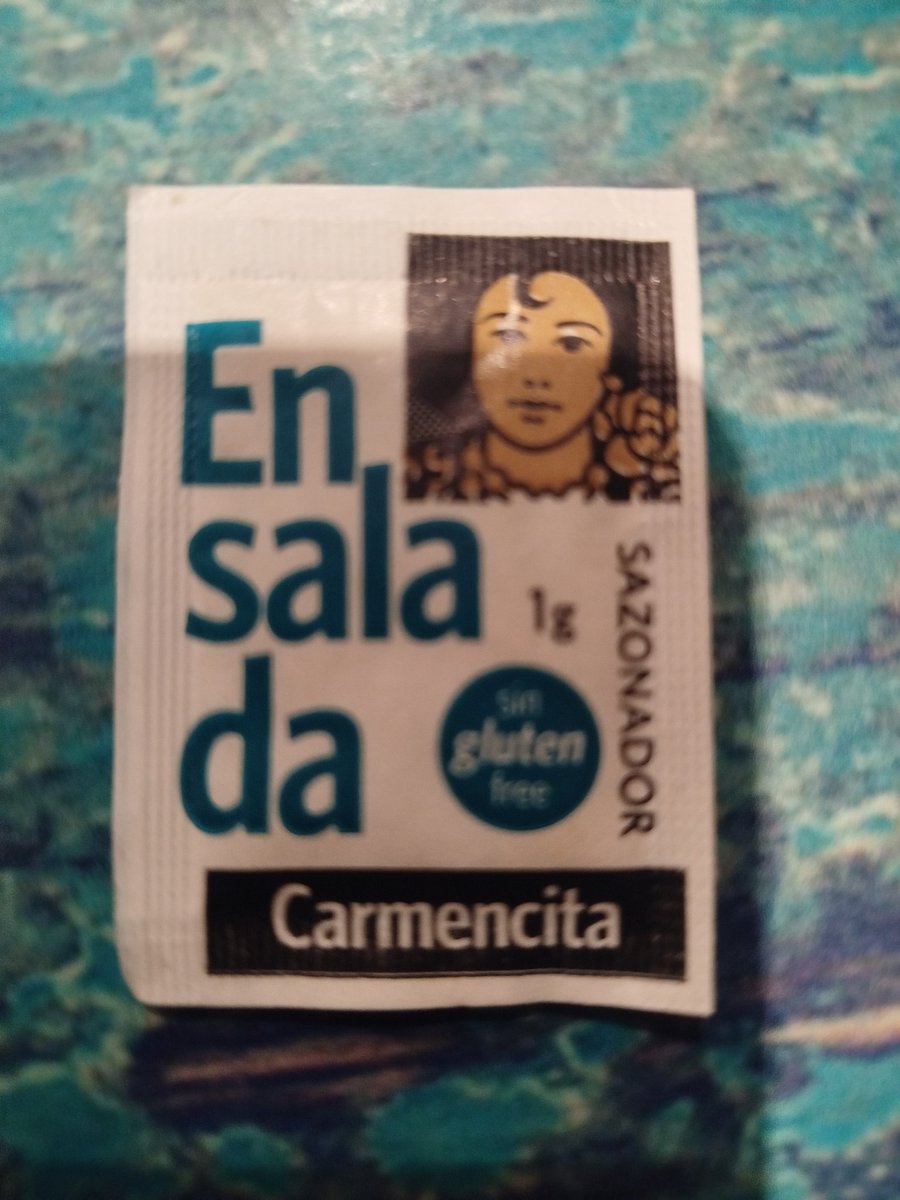 En
sala
da
1g
SAZONADOR
sin
gluten
free
Carmencita